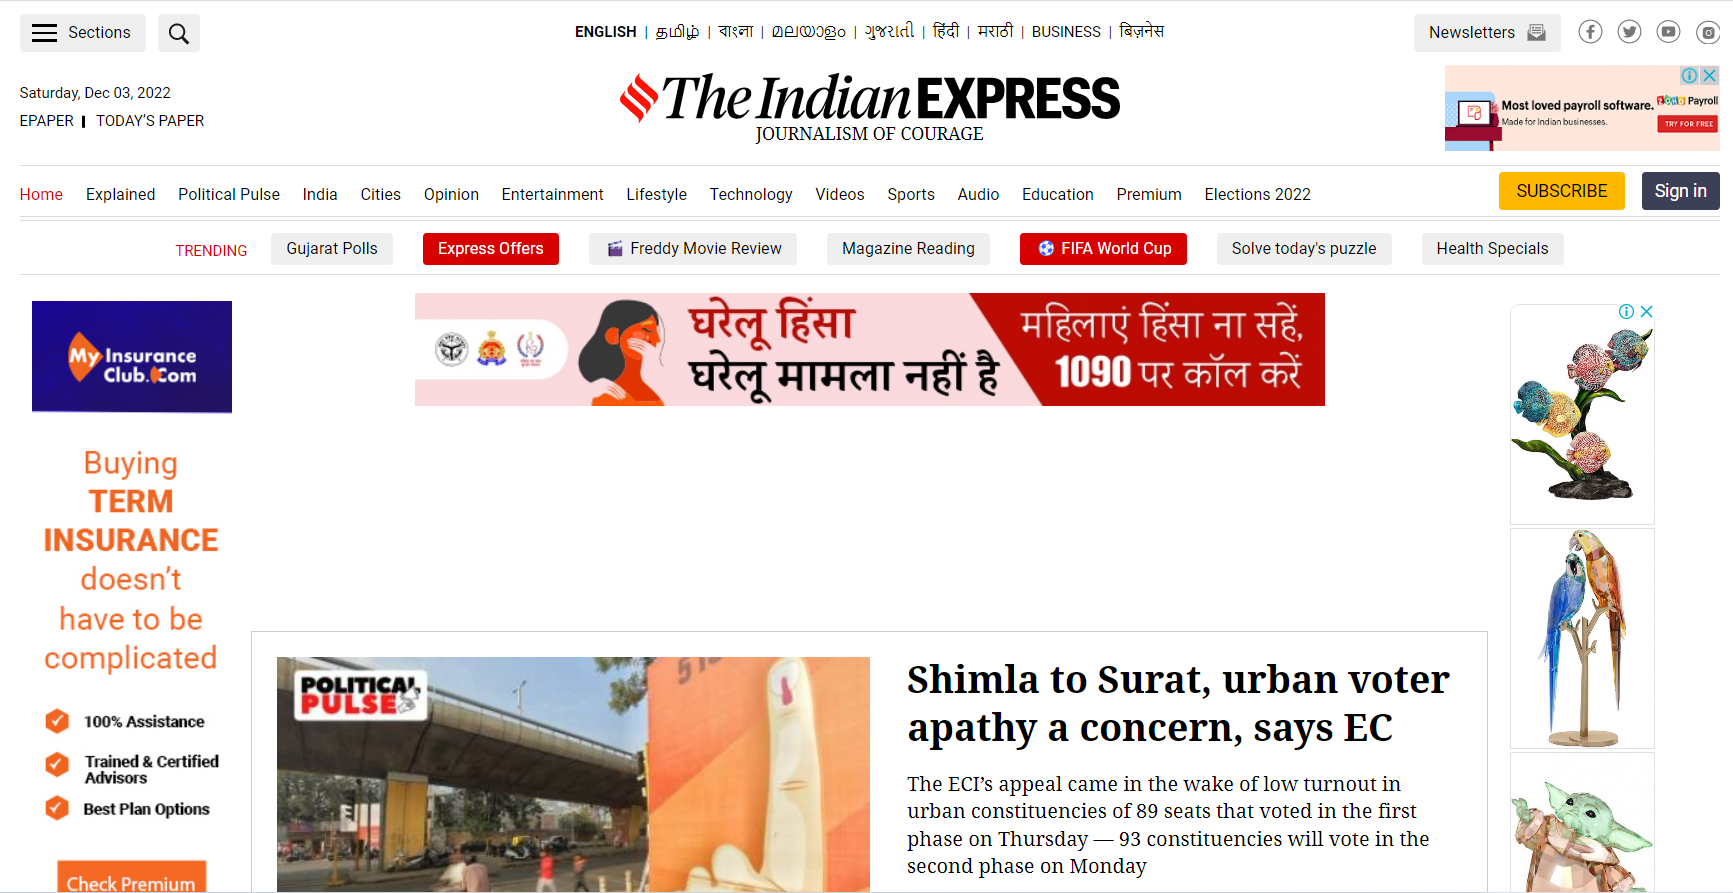 Sections
ENGLISH | தமிழ் | বাংলা | മലയാളം | ગુજરાતી | हिंदी | मराठी | BUSINESS | बिज़नेस
Newsletters
Saturday, Dec 03, 2022
EPAPER | TODAY'S PAPER
The Indian EXPRESS
JOURNALISM OF COURAGE
Most loved payroll software.
Made for Indian businesses.
ZOHO Payroll
TRY FOR FREE
Home Explained Political Pulse India Cities Opinion Entertainment Lifestyle Technology Videos Sports Audio Education Premium Elections 2022
SUBSCRIBE
Sign in
TRENDING Gujarat Polls Express Offers Freddy Movie Review Magazine Reading FIFA World Cup Solve today's puzzle Health Specials
My Insurance
Club.Com
Buying
TERM
INSURANCE
doesn't
have to be
complicated
100% Assistance
Trained & Certified
Advisors
Best Plan Options
Check Premium
घरेलू हिंसा
घरेलू मामला नहीं है
महिलाएं हिंसा ना सहें,
1090 पर कॉल करें
POLITICAL
PULSE
Shimla to Surat, urban voter
apathy a concern, says EC
The ECI’s appeal came in the wake of low turnout in
urban constituencies of 89 seats that voted in the first
phase on Thursday — 93 constituencies will vote in the
second phase on Monday